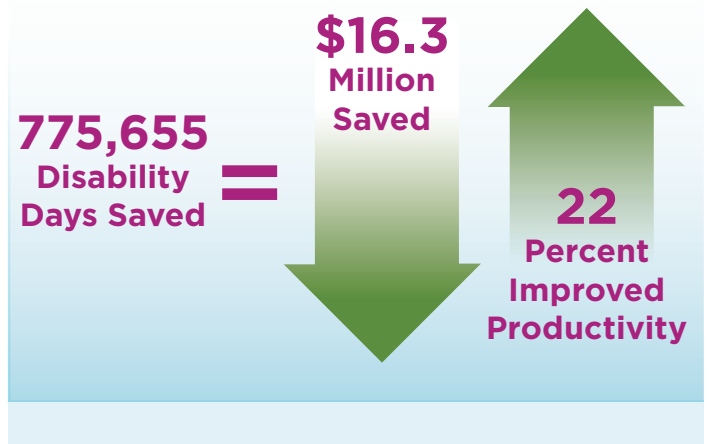 775,655
Disability
Days Saved
=
$16.3
Million
Saved
22
Percent
Improved
Productivity